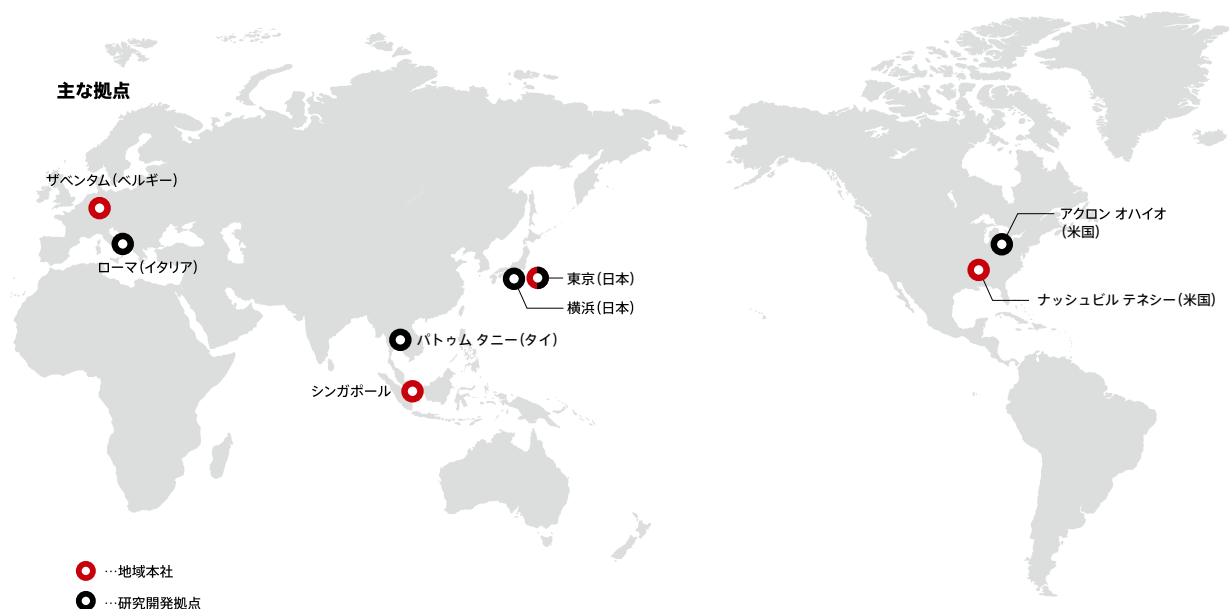 主な拠点
ザベンタム(ベルギー)
ローマ(イタリア)
東京(日本)
横浜(日本)
パトゥム タニー(タイ)
シンガポール
アクロン オハイオ
(米国)
ナッシュビル テネシー(米国)
…地域本社
…研究開発拠点